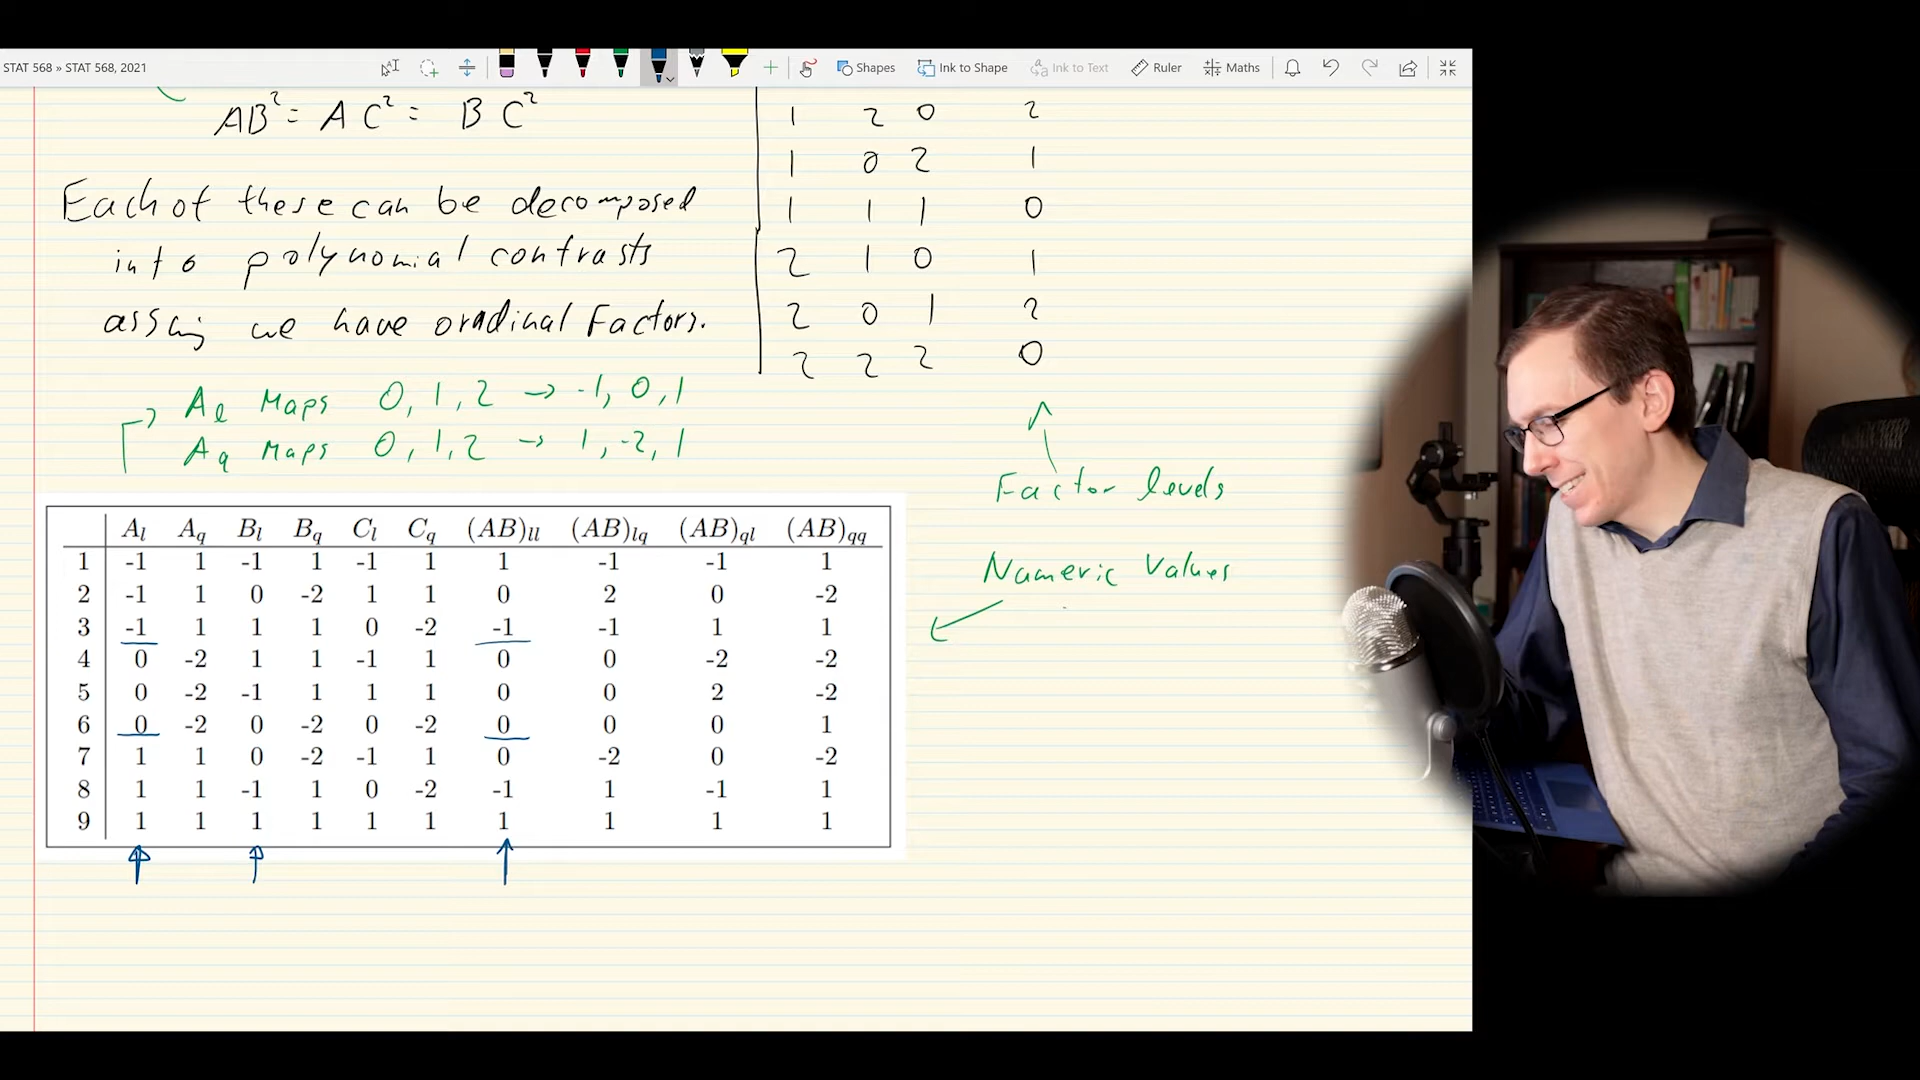 STAT 568 » STAT 568, 2021
Shapes
Ink to Shape
Ink to Text
Ruler
Maths
AB² = AC² = BC²
Each of these can be decomposed
into polynomial contrasts
we have oradinal Factors.
A_l Maps 0, 1, 2 → -1, 0, 1
A_q Maps 0, 1, 2 → 1, -2, 1
1 2 0 2
1 0 2 1
1 1 1 0
2 1 0 1
2 0 1 2
2 2 2 0
Factor levels
Numeric Values
A_l A_q B_l B_q C_l C_q (AB)_ll (AB)_lq (AB)_ql (AB)_qq
1 -1 1 -1 1 -1 1 1 -1 -1 1
2 -1 1 0 -2 1 1 0 2 0 -2
3 -1 1 1 1 0 -2 -1 -1 1 1
4 0 -2 1 1 -1 1 0 0 -2 -2
5 0 -2 -1 1 1 1 0 0 2 -2
6 0 -2 0 -2 0 -2 0 0 0 1
7 1 1 0 -2 -1 1 0 -2 0 -2
8 1 1 -1 1 0 -2 -1 1 -1 1
9 1 1 1 1 1 1 1 1 1 1